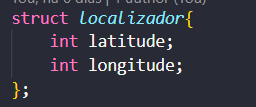 struct localizador{
    int latitude;
    int longitude;
};